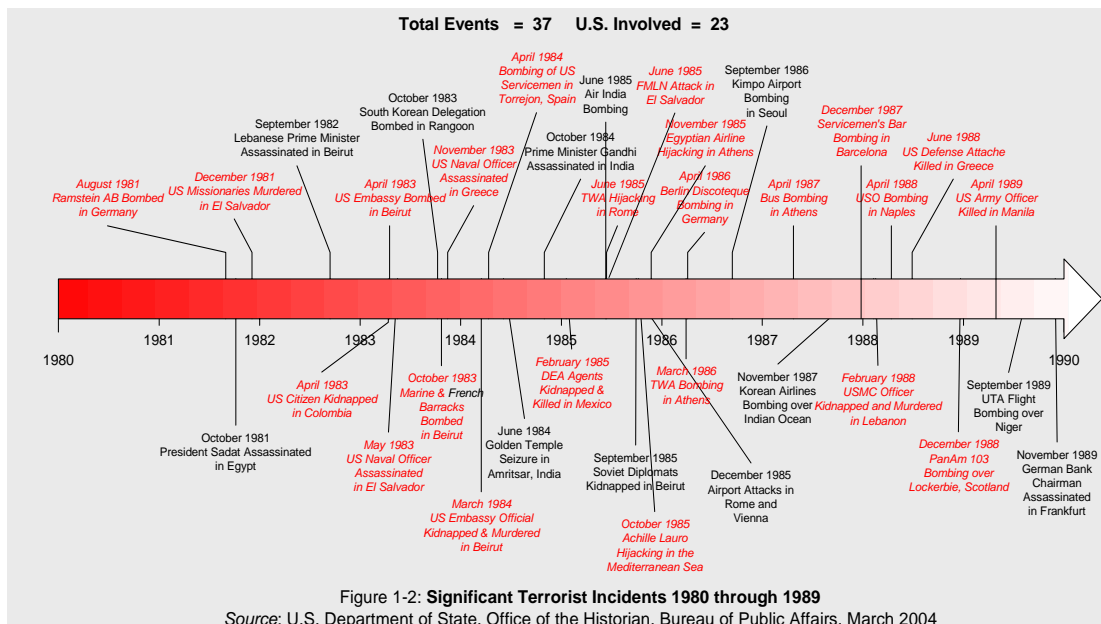 Total Events = 37 U.S. Involved = 23
April 1984
Bombing of US
Servicemen in
Torrejon, Spain
June 1985
Air India
Bombing
June 1985
FMLN Attack in
El Salvador
September 1986
Kimpo Airport
Bombing
in Seoul
October 1983
South Korean Delegation
Bombed in Rangoon
September 1982
Lebanese Prime Minister
Assassinated in Beirut
November 1983
US Naval Officer
Assassinated
in Greece
October 1984
Prime Minister Gandhi
Assassinated in India
November 1985
Egyptian Airline
Hijacking in Athens
December 1987
Servicemen's Bar
Bombing in
Barcelona
June 1988
US Defense Attache
Killed in Greece
August 1981
Ramstein AB Bombed
in Germany
December 1981
US Missionaries Murdered
in El Salvador
April 1983
US Embassy Bombed
in Beirut
June 1985
TWA Hijacking
in Rome
April 1986
Berlin Discoteque
Bombing in
Germany
April 1987
Bus Bombing
in Athens
April 1988
USO Bombing
in Naples
April 1989
US Army Officer
Killed in Manila
1980
1981
1982
1983
1984
1985
1986
1987
1988
1989
1990
October 1981
President Sadat Assassinated
in Egypt
April 1983
US Citizen Kidnapped
in Colombia
May 1983
US Naval Officer
Assassinated
in El Salvador
October 1983
Marine & French
Barracks
Bombed
in Beirut
March 1984
US Embassy Official
Kidnapped & Murdered
in Beirut
June 1984
Golden Temple
Seizure in
Amritsar, India
February 1985
DEA Agents
Kidnapped &
Killed in Mexico
September 1985
Soviet Diplomats
Kidnapped in Beirut
October 1985
Achille Lauro
Hijacking in the
Mediterranean Sea
March 1986
TWA Bombing
in Athens
December 1985
Airport Attacks in
Rome and
Vienna
November 1987
Korean Airlines
Bombing over
Indian Ocean
February 1988
USMC Officer
Kidnapped and Murdered
in Lebanon
December 1988
PanAm 103
Bombing over
Lockerbie, Scotland
September 1989
UTA Flight
Bombing over
Niger
November 1989
German Bank
Chairman
Assassinated
in Frankfurt
Figure 1-2: Significant Terrorist Incidents 1980 through 1989
Source: U.S. Department of State, Office of the Historian, Bureau of Public Affairs, March 2004